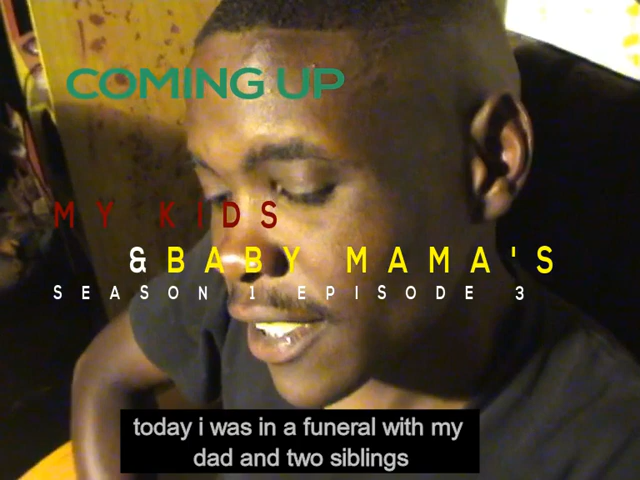 COMING UP
MY KIDS
& BABY MAMA'S
SEASON 1 EPISODE 3
today i was in a funeral with my
dad and two siblings